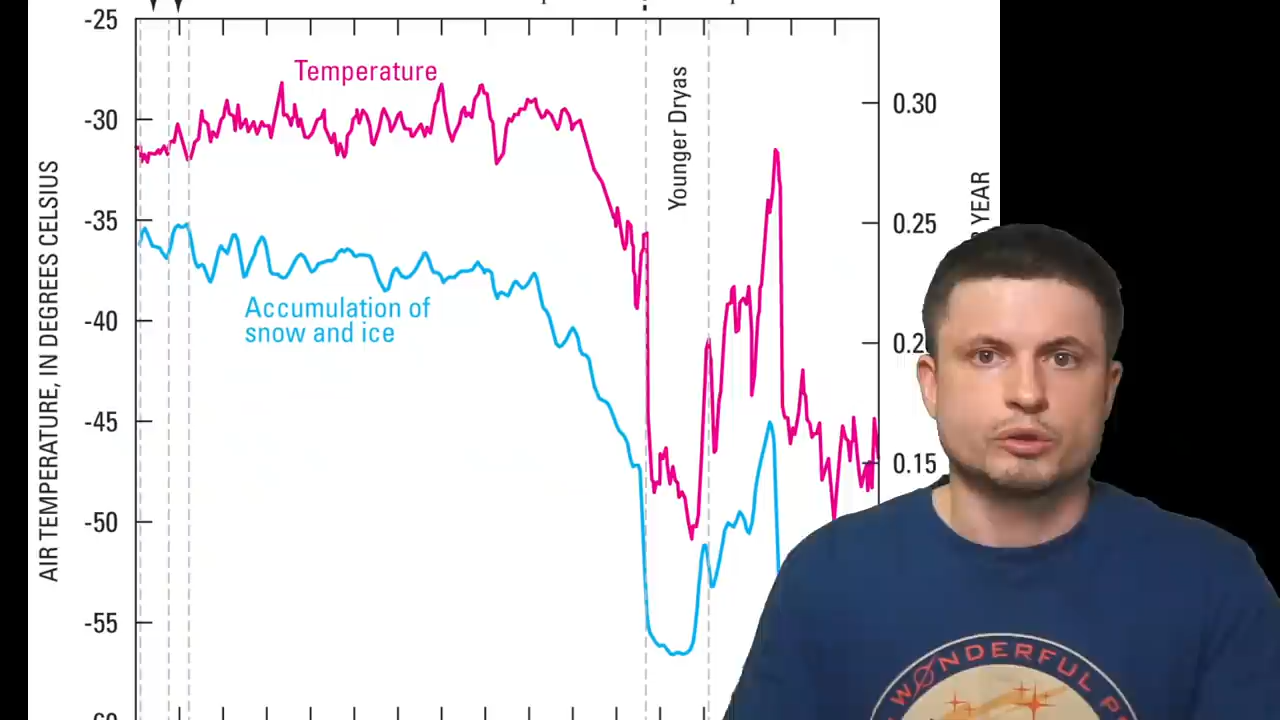 -25
Temperature
-30
0.30
Younger Dryas
-35
0.25
YEAR
AIR TEMPERATURE, IN DEGREES CELSIUS
Accumulation of
snow and ice
-40
-45
0.15
-50
-55
WONDERFUL